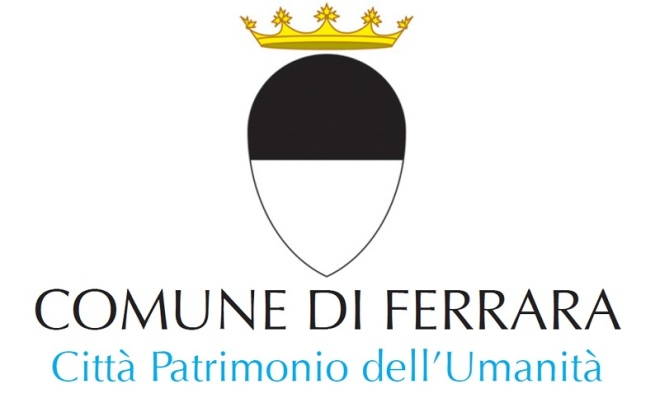 COMUNE DI FERRARA
Città Patrimonio dell'Umanità